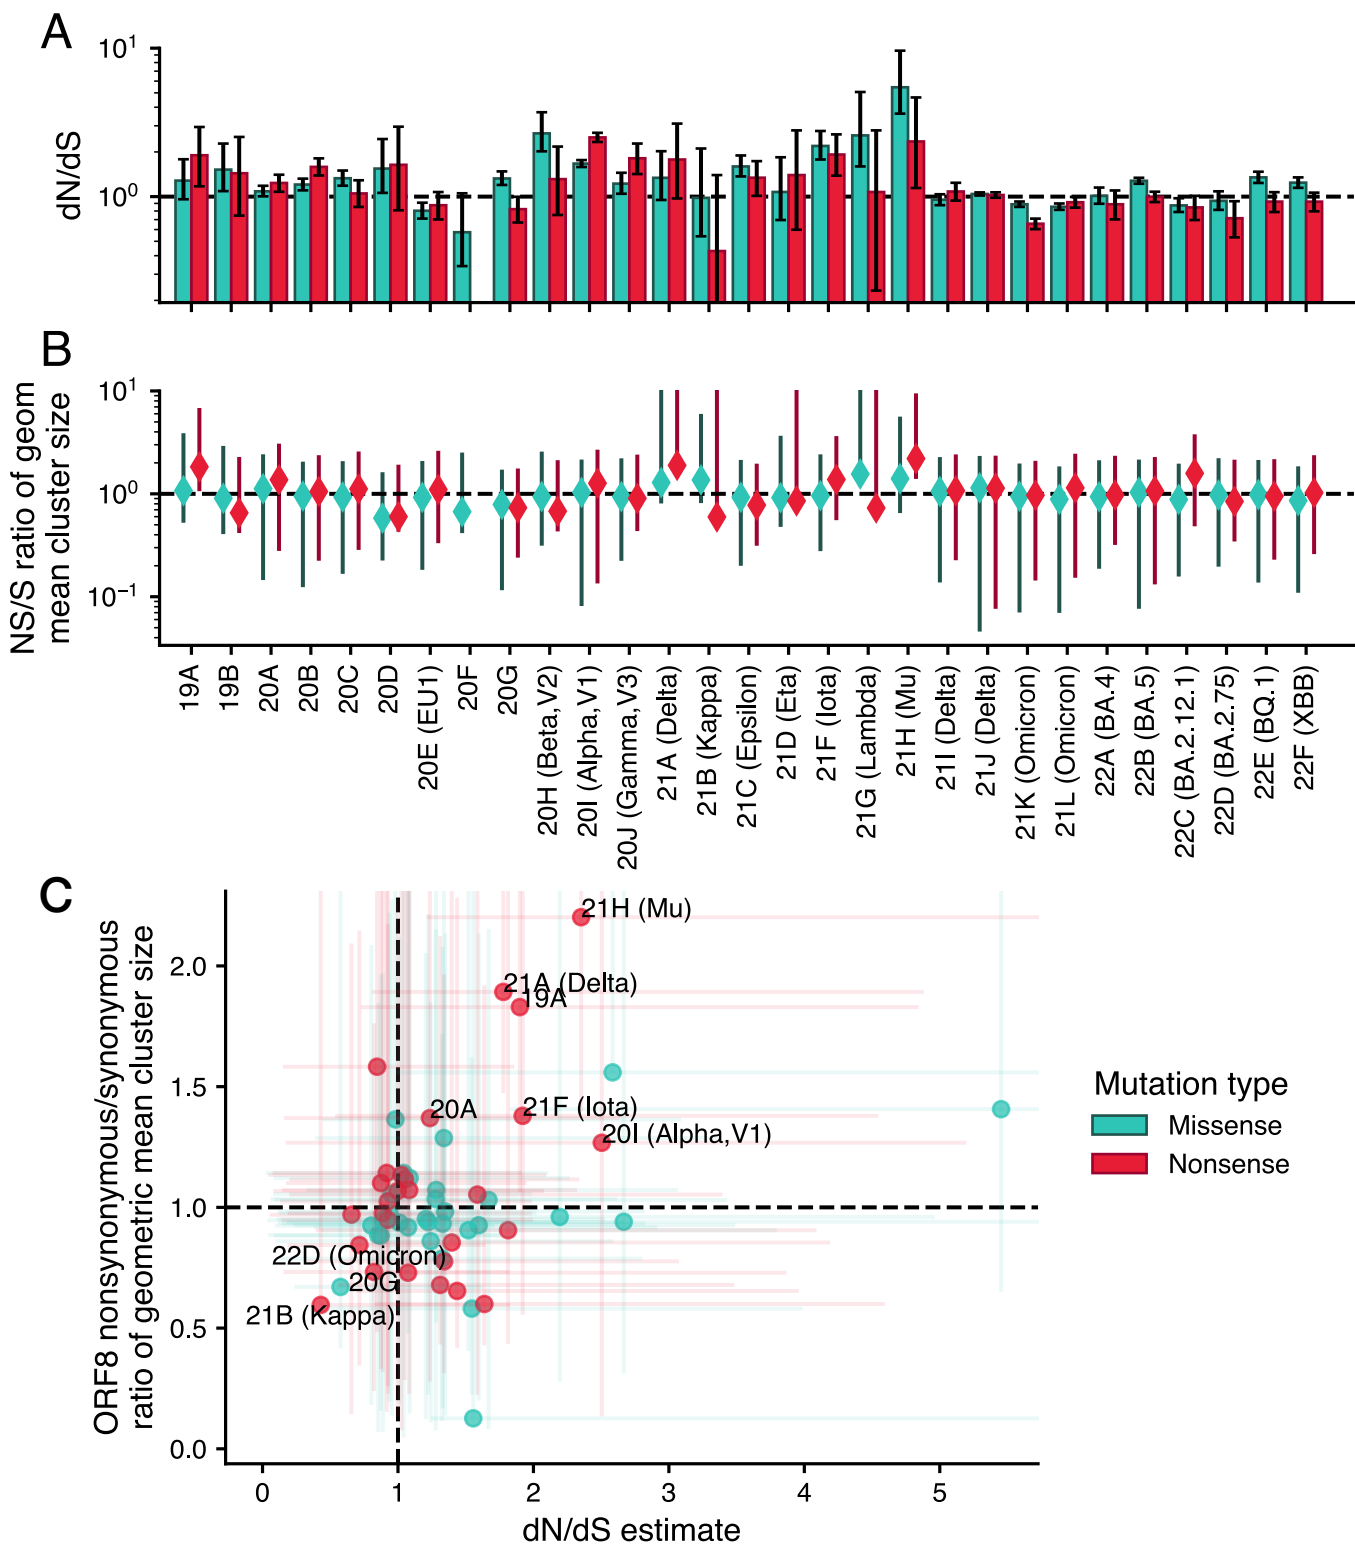 A
10¹
10⁰
dN/dS
B
10¹
10⁰
10⁻¹
NS/S ratio of geom
mean cluster size
19A
19B
20A
20B
20C
20D
20E (EU1)
20F
20G
20H (Beta,V2)
20I (Alpha,V1)
20J (Gamma,V3)
21A (Delta)
21B (Kappa)
21C (Epsilon)
21D (Eta)
21F (Iota)
21G (Lambda)
21H (Mu)
21I (Delta)
21J (Delta)
21K (Omicron)
21L (Omicron)
22A (BA.4)
22B (BA.5)
22C (BA.2.12.1)
22D (BA.2.75)
22E (BQ.1)
22F (XBB)
C
ORF8 nonsynonymous/synonymous
ratio of geometric mean cluster size
2.0
1.5
1.0
0.5
0.0
21H (Mu)
21A (Delta)
19A
20A
21F (Iota)
20I (Alpha,V1)
22D (Omicron)
20G
21B (Kappa)
0
1
2
3
4
5
dN/dS estimate
Mutation type
Missense
Nonsense